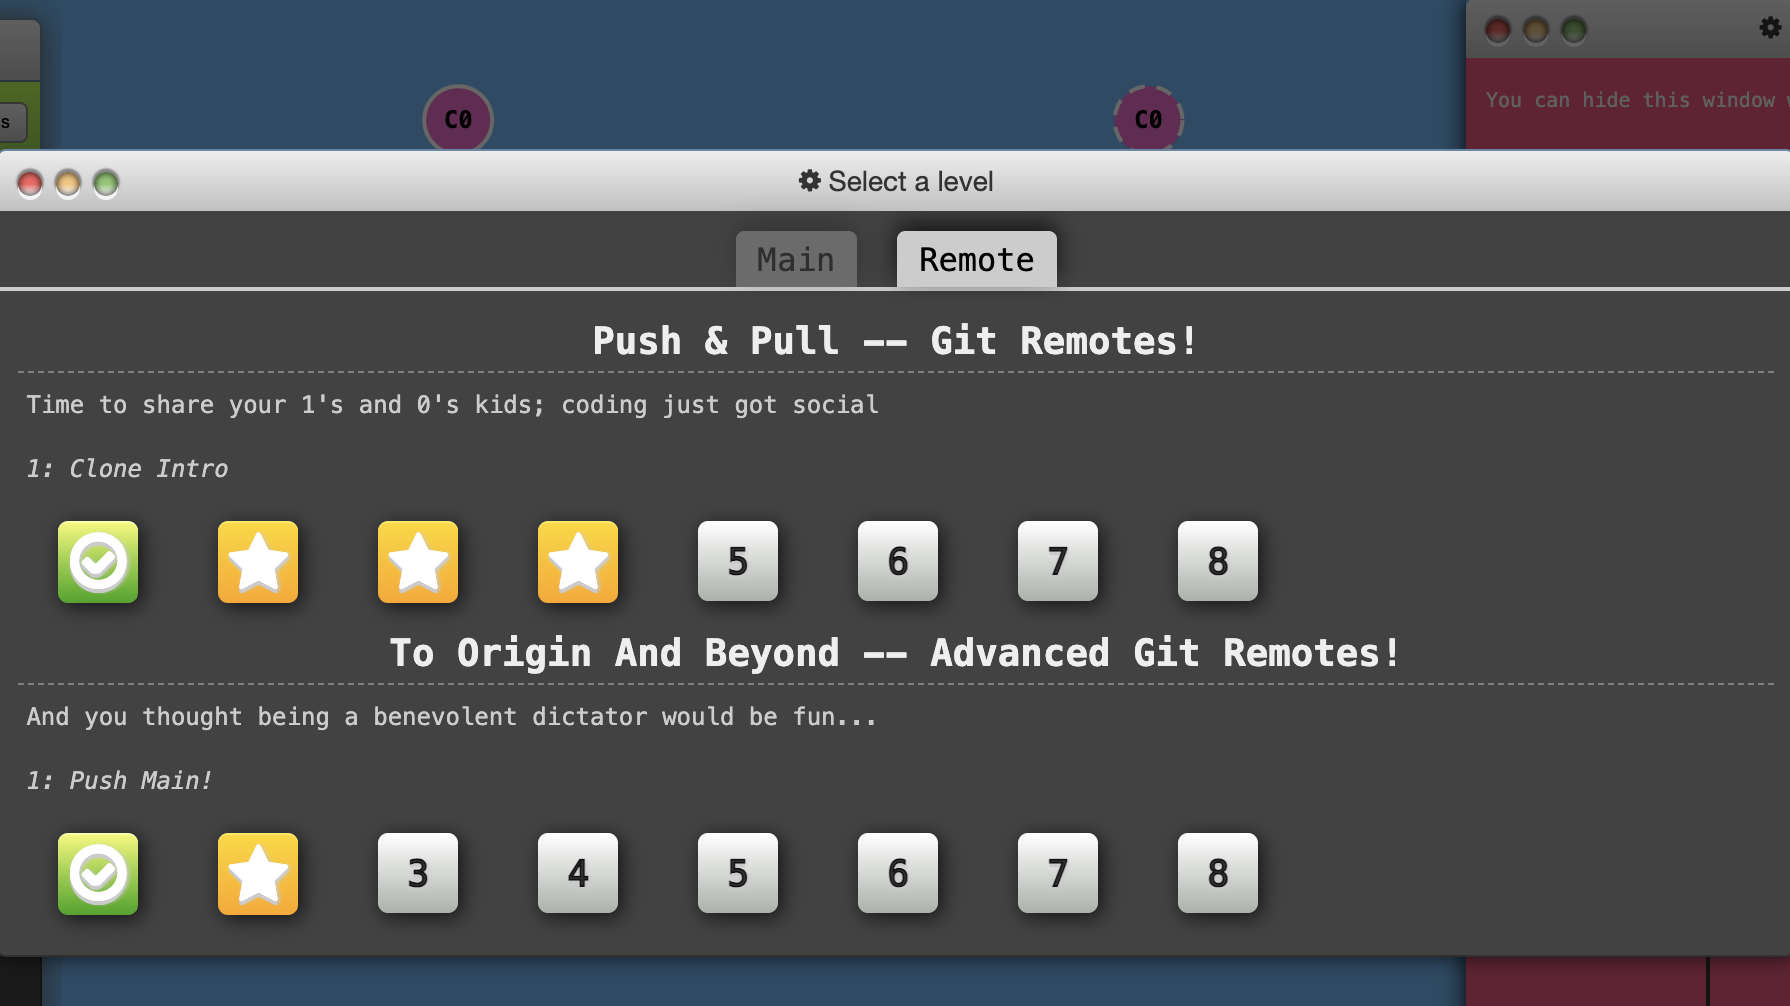 s
C0
C0
You can hide this window
Select a level
Main
Remote
Push & Pull -- Git Remotes!
Time to share your 1's and 0's kids; coding just got social
1: Clone Intro
5 6 7 8
To Origin And Beyond -- Advanced Git Remotes!
And you thought being a benevolent dictator would be fun...
1: Push Main!
3 4 5 6 7 8